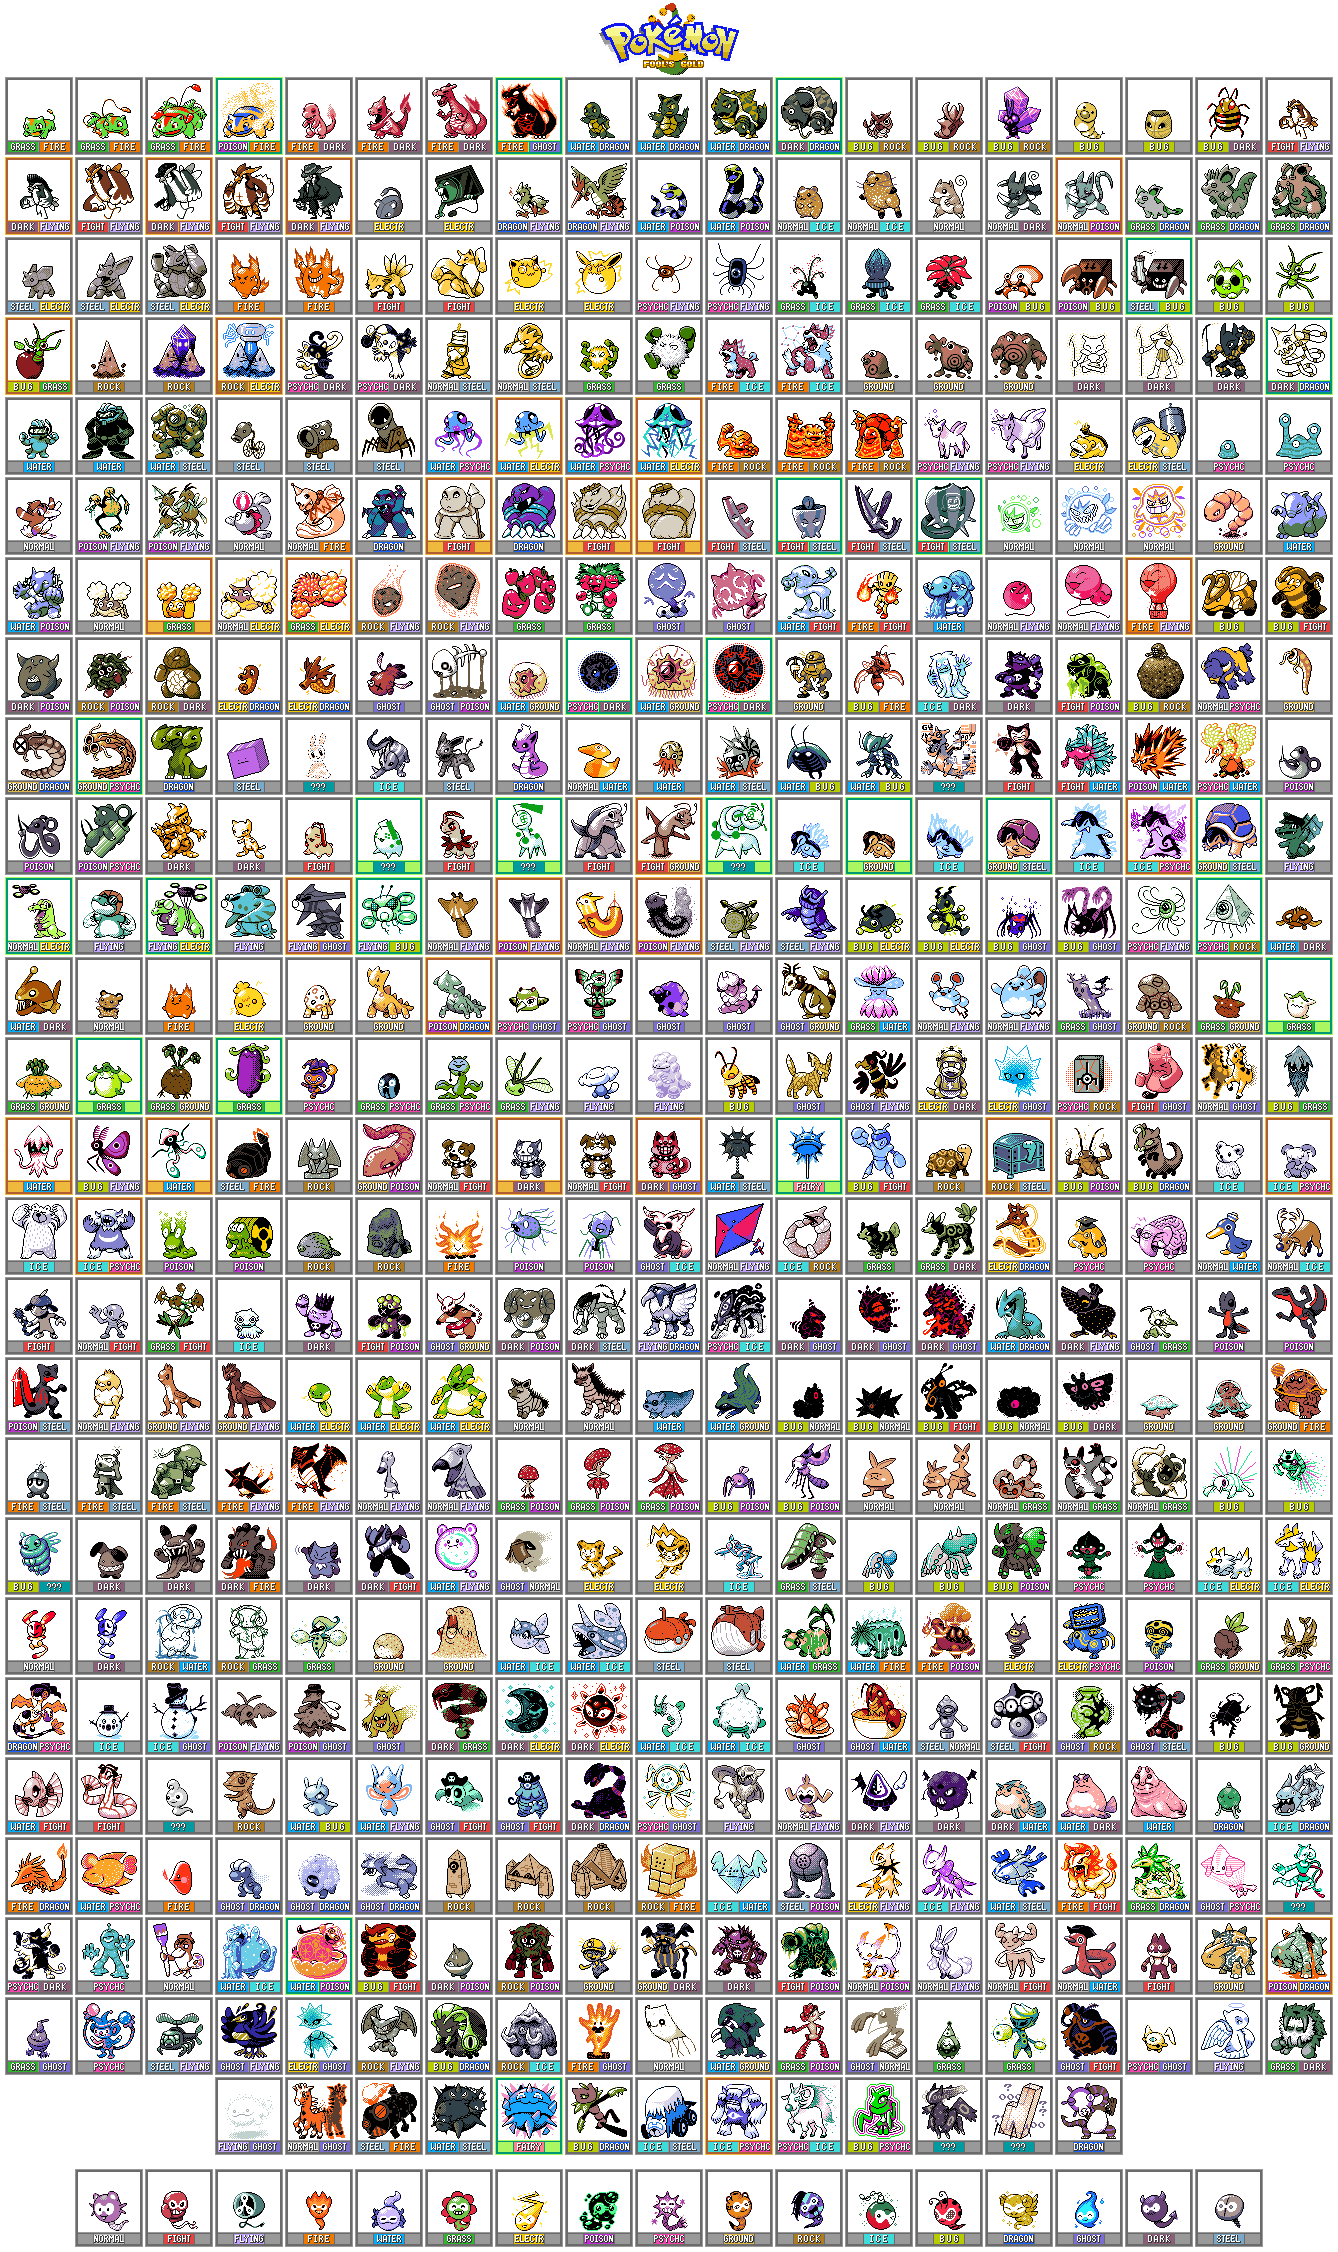 POKéMON
FOOL'S GOLD
GRASS FIRE GRASS FIRE GRASS FIRE POISON FIRE FIRE DARK FIRE DARK FIRE DARK FIRE GHOST WATER DRAGON WATER DRAGON WATER DRAGON DARK DRAGON BUG ROCK BUG ROCK BUG ROCK BUG BUG BUG DARK FIGHT FLYING
DARK FLYING FIGHT FLYING DARK FLYING FIGHT FLYING DARK FLYING ELECTR ELECTR DRAGON FLYING DRAGON FLYING WATER POISON WATER POISON NORMAL ICE NORMAL ICE NORMAL NORMAL DARK NORMAL POISON GRASS DRAGON GRASS DRAGON GRASS DRAGON
STEEL ELECTR STEEL ELECTR STEEL ELECTR FIRE FIRE FIGHT FIGHT ELECTR ELECTR PSYCHC FLYING PSYCHC FLYING GRASS ICE GRASS ICE GRASS ICE POISON BUG POISON BUG STEEL BUG BUG BUG
BUG GRASS ROCK ROCK ROCK ELECTR PSYCHC DARK PSYCHC DARK NORMAL STEEL NORMAL STEEL GRASS GRASS FIRE ICE FIRE ICE GROUND GROUND GROUND DARK DARK DARK DARK DRAGON
WATER WATER WATER STEEL STEEL STEEL STEEL WATER PSYCHC WATER ELECTR WATER PSYCHC WATER ELECTR FIRE ROCK FIRE ROCK FIRE ROCK PSYCHC FLYING PSYCHC FLYING ELECTR ELECTR STEEL PSYCHC PSYCHC
NORMAL POISON FLYING POISON FLYING NORMAL NORMAL FIRE DRAGON FIGHT DRAGON FIGHT FIGHT FIGHT STEEL FIGHT STEEL FIGHT STEEL FIGHT STEEL NORMAL NORMAL NORMAL GROUND WATER
WATER POISON NORMAL GRASS NORMAL ELECTR GRASS ELECTR ROCK FLYING ROCK FLYING GRASS GRASS GHOST GHOST WATER FIGHT FIRE FIGHT WATER NORMAL FLYING NORMAL FLYING FIRE FLYING BUG BUG FIGHT
DARK POISON ROCK POISON ROCK DARK ELECTR DRAGON ELECTR DRAGON GHOST GHOST POISON WATER GROUND PSYCHC DARK WATER GROUND PSYCHC DARK GROUND BUG FIRE ICE DARK DARK FIGHT POISON BUG ROCK NORMAL PSYCHC GROUND
GROUND DRAGON GROUND PSYCHC DRAGON STEEL ??? ICE STEEL DRAGON NORMAL WATER WATER WATER STEEL WATER BUG WATER BUG ??? FIGHT FIGHT WATER POISON WATER PSYCHC WATER POISON
POISON POISON PSYCHC DARK DARK FIGHT ??? FIGHT ??? FIGHT FIGHT GROUND ??? ICE GROUND ICE GROUND STEEL ICE ICE PSYCHC GROUND STEEL FLYING
NORMAL ELECTR FLYING FLYING ELECTR FLYING FLYING GHOST FLYING BUG NORMAL FLYING POISON FLYING NORMAL FLYING POISON FLYING STEEL FLYING STEEL FLYING BUG ELECTR BUG ELECTR BUG GHOST BUG GHOST PSYCHC FLYING PSYCHC ROCK WATER DARK
WATER DARK NORMAL FIRE ELECTR GROUND GROUND POISON DRAGON PSYCHC GHOST PSYCHC GHOST GHOST GHOST GHOST GROUND GRASS WATER NORMAL FLYING NORMAL FLYING GRASS GHOST GROUND ROCK GRASS GROUND GRASS
GRASS GROUND GRASS GRASS GROUND GRASS PSYCHC GRASS PSYCHC GRASS PSYCHC GRASS FLYING FLYING FLYING BUG GHOST GHOST FLYING ELECTR DARK ELECTR GHOST PSYCHC ROCK FIGHT GHOST NORMAL GHOST BUG GRASS
WATER BUG FLYING WATER STEEL FIRE ROCK GROUND POISON NORMAL FIGHT DARK NORMAL FIGHT DARK GHOST WATER STEEL FAIRY BUG FIGHT ROCK ROCK STEEL BUG POISON BUG DRAGON ICE ICE PSYCHC
ICE ICE PSYCHC POISON POISON ROCK ROCK FIRE POISON POISON GHOST ICE NORMAL FLYING ICE ROCK GRASS GRASS DARK ELECTR DRAGON PSYCHC PSYCHC NORMAL WATER NORMAL ICE
FIGHT NORMAL FIGHT GRASS FIGHT ICE DARK FIGHT POISON GHOST GROUND DARK POISON DARK STEEL FLYING DRAGON PSYCHC ICE DARK DARK DARK WATER DRAGON DARK FLYING GHOST GRASS POISON POISON
POISON STEEL NORMAL FLYING GROUND FLYING GROUND FLYING WATER ELECTR WATER ELECTR WATER ELECTR NORMAL NORMAL WATER WATER GROUND BUG NORMAL BUG NORMAL BUG FIGHT BUG NORMAL BUG DARK GROUND GROUND GROUND FIRE
FIRE STEEL FIRE STEEL FIRE STEEL FIRE FLYING FIRE FLYING NORMAL FLYING NORMAL FLYING GRASS POISON GRASS POISON GRASS POISON BUG POISON BUG POISON NORMAL NORMAL NORMAL GRASS NORMAL GRASS NORMAL GRASS BUG BUG
BUG ??? DARK DARK DARK FIRE DARK DARK FIGHT WATER FLYING GHOST NORMAL ELECTR ELECTR ICE GRASS STEEL BUG BUG BUG POISON PSYCHC PSYCHC ICE ELECTR ICE ELECTR
NORMAL DARK ROCK WATER ROCK GRASS GRASS GROUND GROUND WATER ICE WATER ICE STEEL STEEL WATER GRASS WATER FIRE FIRE POISON ELECTR ELECTR PSYCHC POISON GRASS GROUND GRASS PSYCHC
DRAGON PSYCHC ICE ICE GHOST POISON FLYING POISON GHOST GHOST DARK GRASS DARK ELECTR DARK ELECTR WATER ICE WATER ICE GHOST GHOST WATER STEEL NORMAL STEEL FIGHT GHOST ROCK GHOST STEEL BUG BUG GROUND
WATER FIGHT FIGHT ??? ROCK WATER BUG WATER FLYING GHOST FIGHT GHOST FIGHT DARK DRAGON PSYCHC GHOST FLYING NORMAL FLYING DARK FLYING DARK WATER WATER WATER DRAGON ICE DRAGON
FIRE DRAGON WATER PSYCHC FIRE GHOST DRAGON GHOST DRAGON GHOST DRAGON ROCK ROCK ROCK ROCK FIRE ICE WATER STEEL POISON ELECTR FLYING PSYCHC FLYING WATER STEEL FIRE FIGHT GRASS DRAGON GHOST PSYCHC ???
PSYCHC DARK PSYCHC NORMAL WATER ICE WATER POISON BUG FIGHT DARK POISON ROCK POISON GROUND GROUND DARK DARK FIGHT POISON NORMAL POISON NORMAL FLYING NORMAL FIGHT NORMAL WATER FIGHT GROUND POISON DRAGON
GRASS GHOST PSYCHC STEEL FLYING GHOST FLYING ELECTR GHOST ROCK FLYING BUG DRAGON ROCK ICE FIRE GHOST NORMAL WATER GROUND GRASS POISON GHOST NORMAL GRASS GRASS GHOST FIGHT PSYCHC GHOST FLYING GRASS DARK
FLYING GHOST NORMAL GHOST STEEL FIRE WATER STEEL FAIRY BUG DRAGON ICE STEEL ICE PSYCHC PSYCHC ICE BUG PSYCHC ??? ??? DRAGON
NORMAL FIGHT FLYING FIRE WATER GRASS ELECTR POISON PSYCHC GROUND ROCK ICE BUG DRAGON GHOST DARK STEEL